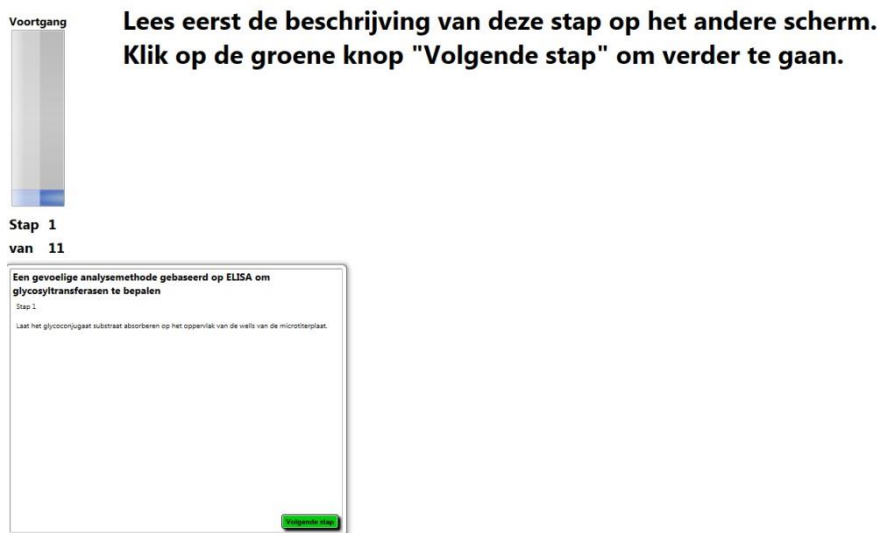 Voortgang
Lees eerst de beschrijving van deze stap op het andere scherm.
Klik op de groene knop "Volgende stap" om verder te gaan.
Stap 1
van 11
Een gevoelige analysemethode gebaseerd op ELISA om
glycosyltransferasen te bepalen
Stap 1
Laat het glycoconjugaat substraat absorberen op het oppervlak van de wells van de microtiterplaat.
Volgende stap